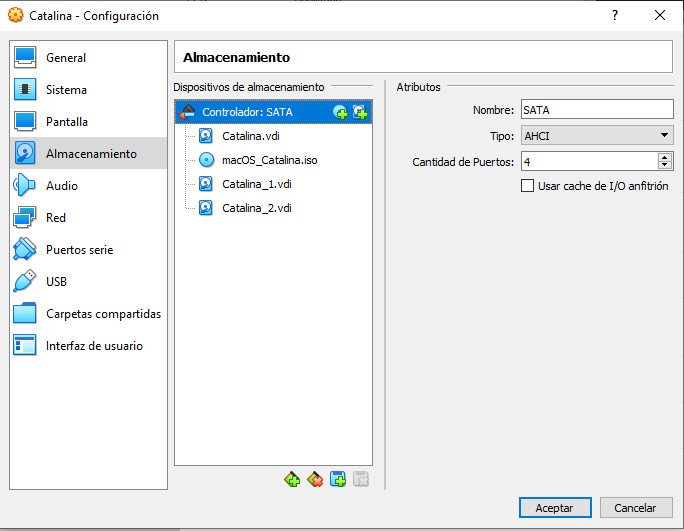 Catalina - Configuración
?
General
Sistema
Pantalla
Almacenamiento
Audio
Red
Puertos serie
USB
Carpetas compartidas
Interfaz de usuario
Almacenamiento
Dispositivos de almacenamiento
Controlador: SATA
Catalina.vdi
macOS_Catalina.iso
Catalina_1.vdi
Catalina_2.vdi
Atributos
Nombre: SATA
Tipo: AHCI
Cantidad de Puertos: 4
Usar cache de I/O anfitrión
Aceptar
Cancelar